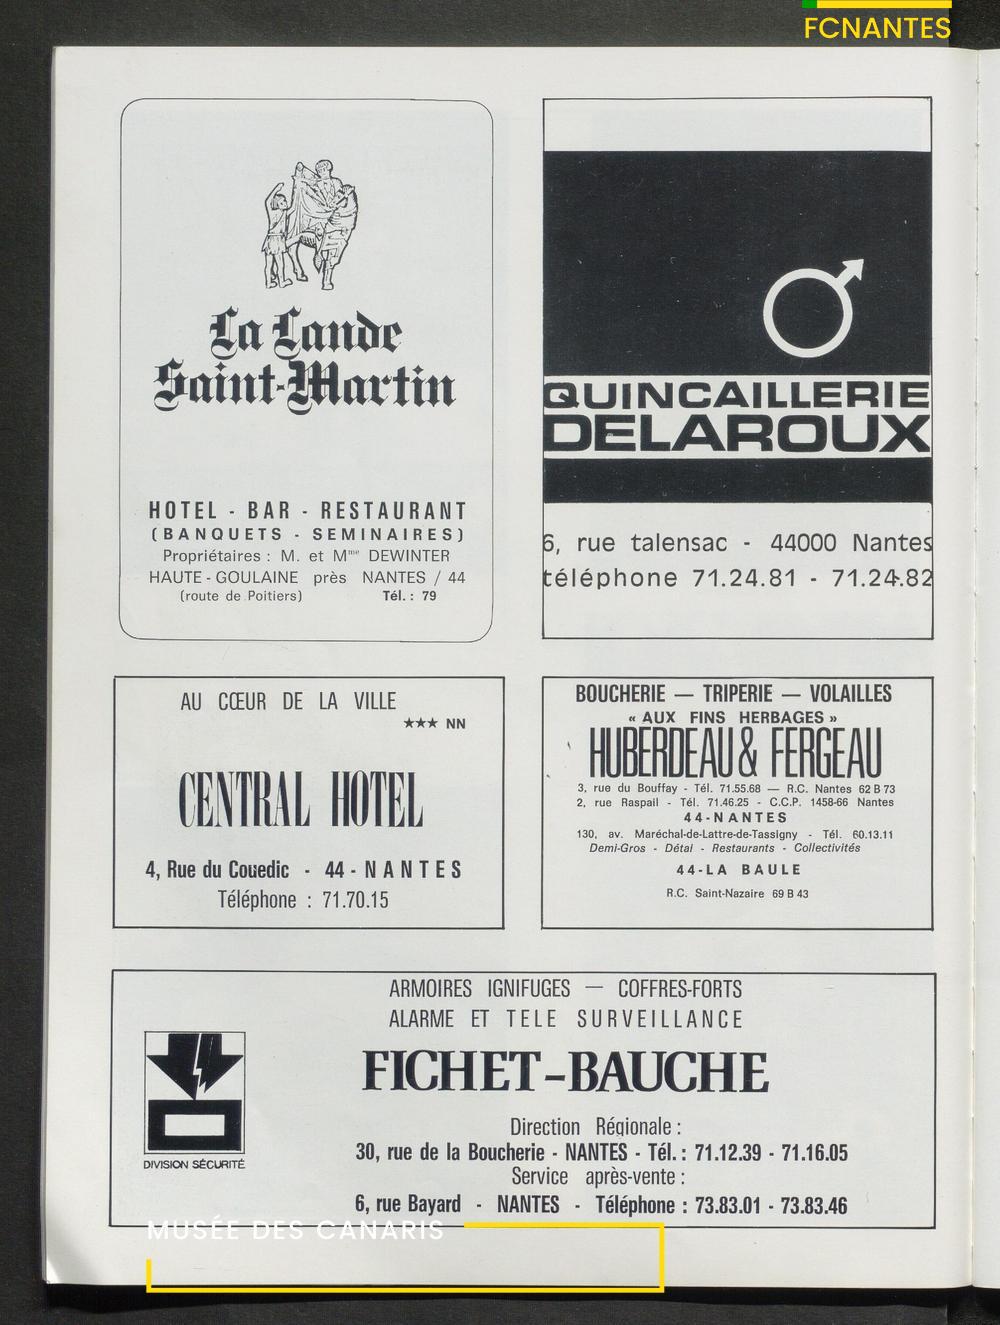 FCNANTES
La Lande
Saint-Martin
HOTEL - BAR - RESTAURANT
(BANQUETS - SEMINAIRES)
Propriétaires : M. et Mme DEWINTER
HAUTE-GOULAINE près NANTES / 44
(route de Poitiers) Tél. : 79
QUINCAILLERIE
DELAROUX
6, rue talensac - 44000 Nantes
téléphone 71.24.81 - 71.24.82
AU CŒUR DE LA VILLE
★★★ NN
CENTRAL HOTEL
4, Rue du Couedic - 44 - NANTES
Téléphone : 71.70.15
BOUCHERIE — TRIPERIE — VOLAILLES
« AUX FINS HERBAGES »
HUBERDEAU & FERGEAU
3, rue du Bouffay - Tél. 71.55.68 — R.C. Nantes 62 B 73
2, rue Raspail - Tél. 71.46.25 - C.C.P. 1458-66 Nantes
44-NANTES
130, av. Maréchal-de-Lattre-de-Tassigny - Tél. 60.13.11
Demi-Gros - Détal - Restaurants - Collectivités
44-LA BAULE
R.C. Saint-Nazaire 69 B 43
ARMOIRES IGNIFUGES — COFFRES-FORTS
ALARME ET TELE SURVEILLANCE
FICHET-BAUCHE
DIVISION SÉCURITÉ
Direction Régionale :
30, rue de la Boucherie - NANTES - Tél. : 71.12.39 - 71.16.05
Service après-vente :
6, rue Bayard - NANTES - Téléphone : 73.83.01 - 73.83.46
MUSÉE DES CANARIS